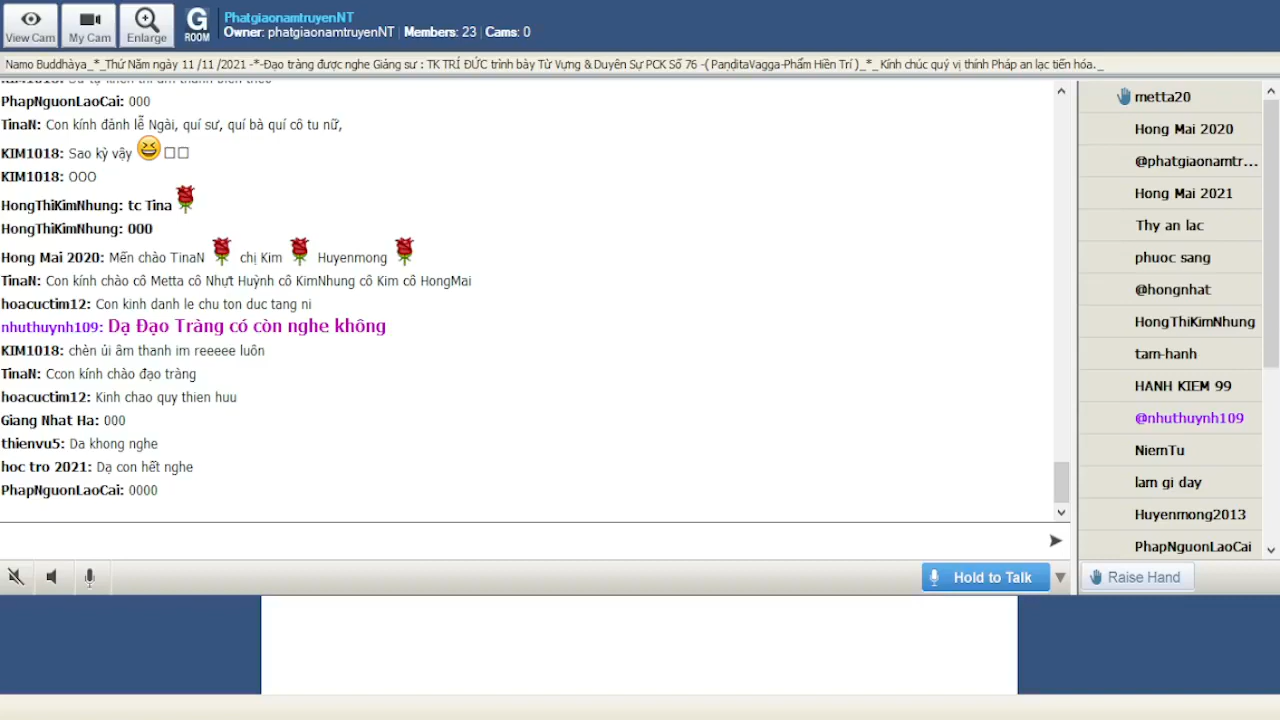 View Cam
My Cam
Enlarge
G
ROOM
PhatgiaonamtruyenNT
Owner: phatgiaonamtruyenNT | Members: 23 | Cams: 0
Namo Buddhàya_*_Thứ Năm ngày 11 /11 /2021 -*-Đạo tràng được nghe Giảng sư : TK TRÍ ĐỨC trình bày Từ Vựng & Duyên Sự PCK Số 76 -( PaṇḍitaVagga-Phẩm Hiền Trí )_*_ Kính chúc quý vị thính Pháp an lạc tiến hóa._
PhapNguonLaoCai: 000
TinaN: Con kính đảnh lễ Ngài, quí sư, quí bà quí cô tu nữ,
KIM1018: Sao kỳ vậy
KIM1018: OOO
HongThiKimNhung: tc Tina
HongThiKimNhung: 000
Hong Mai 2020: Mến chào TinaN chị Kim Huyenmong
TinaN: Con kính chào cô Metta cô Nhựt Huỳnh cô KimNhung cô Kim cô HongMai
hoacuctim12: Con kinh danh le chu ton duc tang ni
nhuthuynh109: Dạ Đạo Tràng có còn nghe không
KIM1018: chèn ủi âm thanh im reeeee luôn
TinaN: Ccon kính chào đạo tràng
hoacuctim12: Kinh chao quy thien huu
Giang Nhat Ha: 000
thienvu5: Da khong nghe
hoc tro 2021: Dạ con hết nghe
PhapNguonLaoCai: 0000
metta20
Hong Mai 2020
@phatgiaonamtr...
Hong Mai 2021
Thy an lac
phuoc sang
@hongnhat
HongThiKimNhung
tam-hanh
HANH KIEM 99
@nhuthuynh109
NiemTu
lam gi day
Huyenmong2013
PhapNguonLaoCai
Hold to Talk
Raise Hand